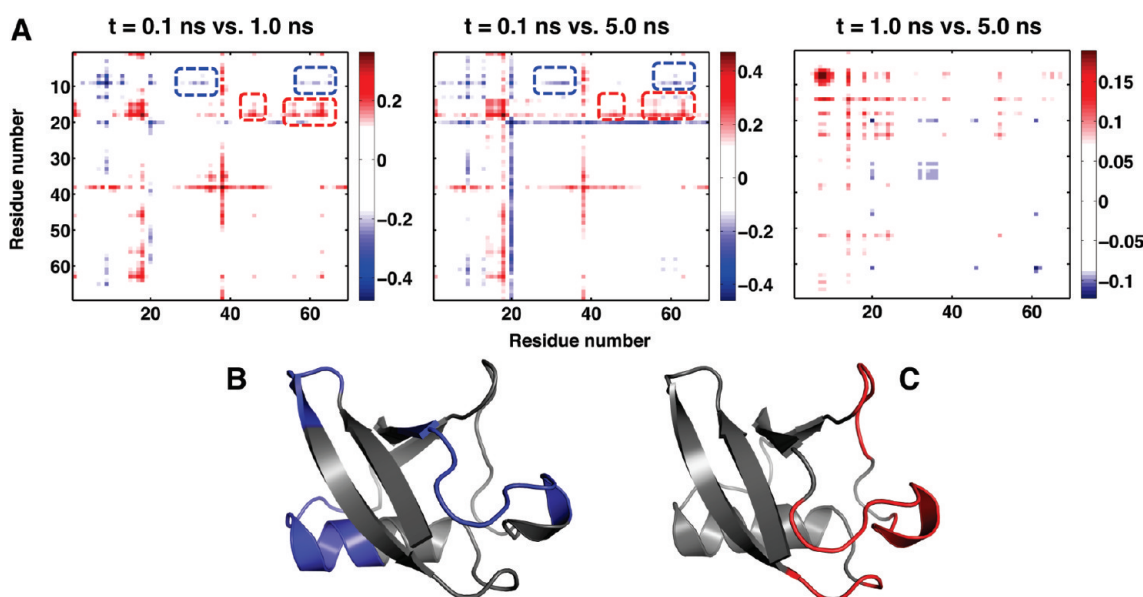 A
t = 0.1 ns vs. 1.0 ns
t = 0.1 ns vs. 5.0 ns
t = 1.0 ns vs. 5.0 ns
Residue number
10
20
30
40
50
60
20 40 60
0.2
0
−0.2
−0.4
20 40 60
0.4
0.2
0
−0.2
−0.4
20 40 60
0.15
0.1
0.05
0
−0.05
−0.1
Residue number
B
C